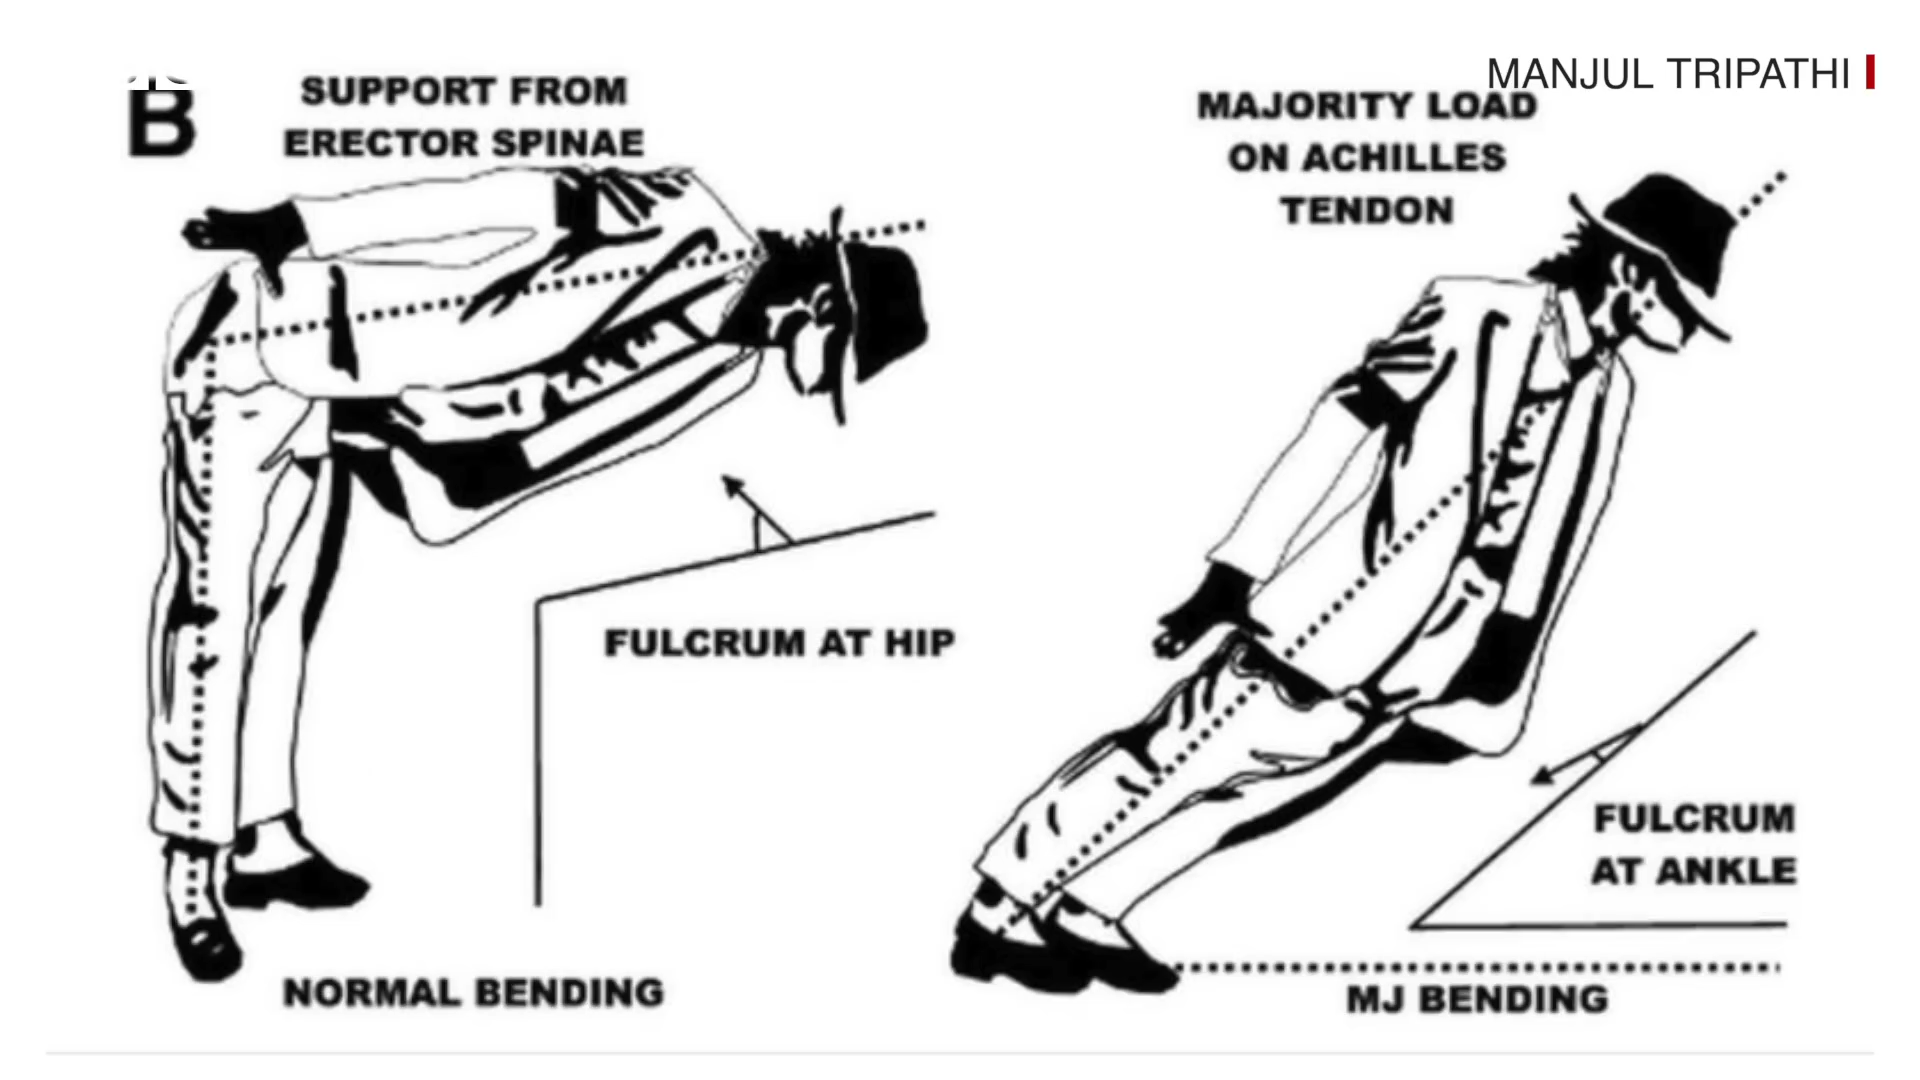 MANJUL TRIPATHI
B
SUPPORT FROM
ERECTOR SPINAE
MAJORITY LOAD
ON ACHILLES
TENDON
FULCRUM AT HIP
FULCRUM
AT ANKLE
NORMAL BENDING
MJ BENDING